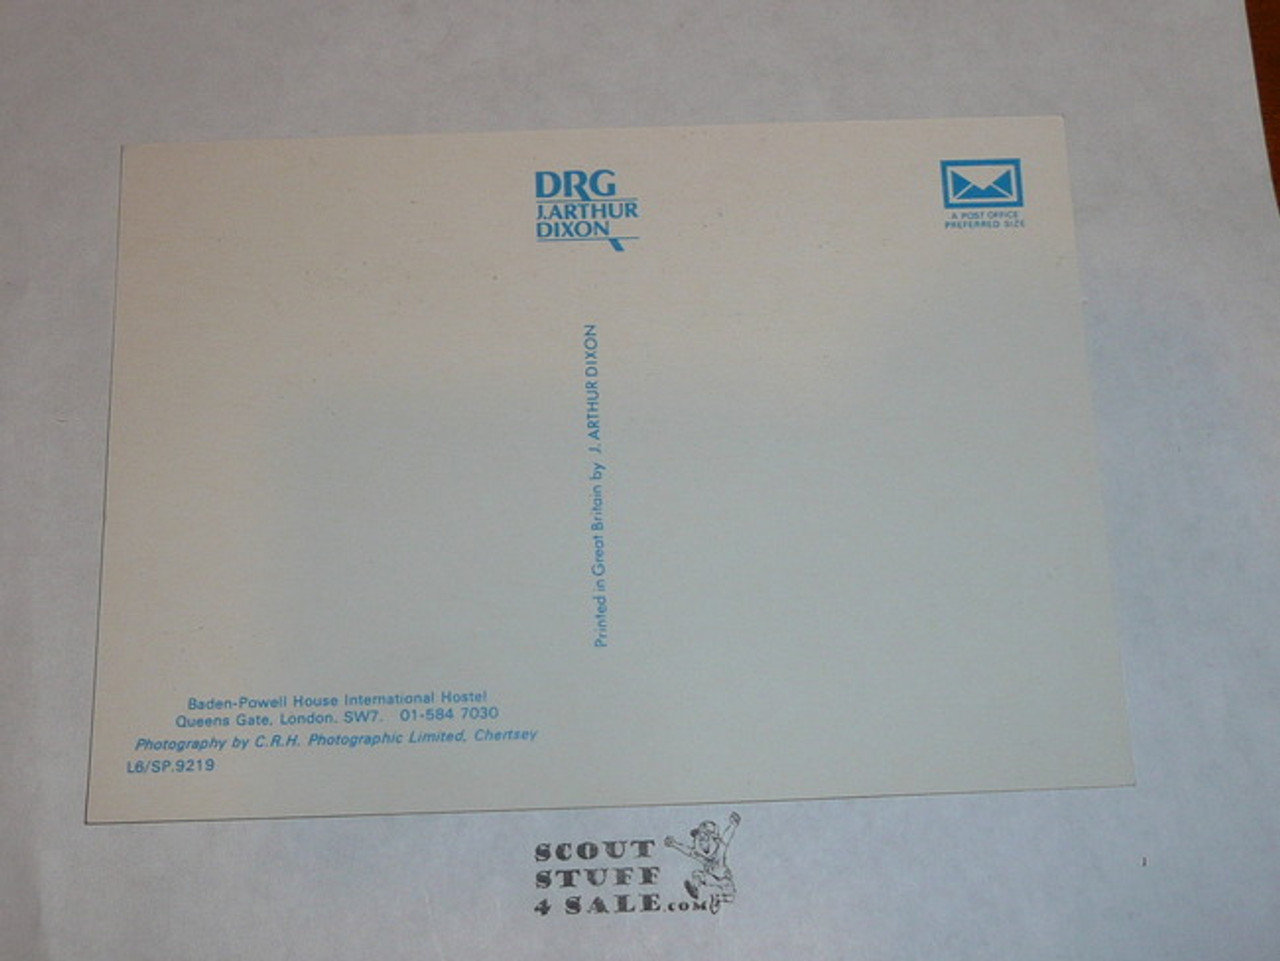 DRG
J.ARTHUR
DIXON
A POST OFFICE
PREFERRED SIZE
Printed in Great Britain by J. ARTHUR DIXON
Baden-Powell House International Hostel
Queens Gate, London. SW7. 01-584 7030
Photography by C.R.H. Photographic Limited, Chertsey
L6/SP.9219
SCOUT
STUFF
4 SALE.COM